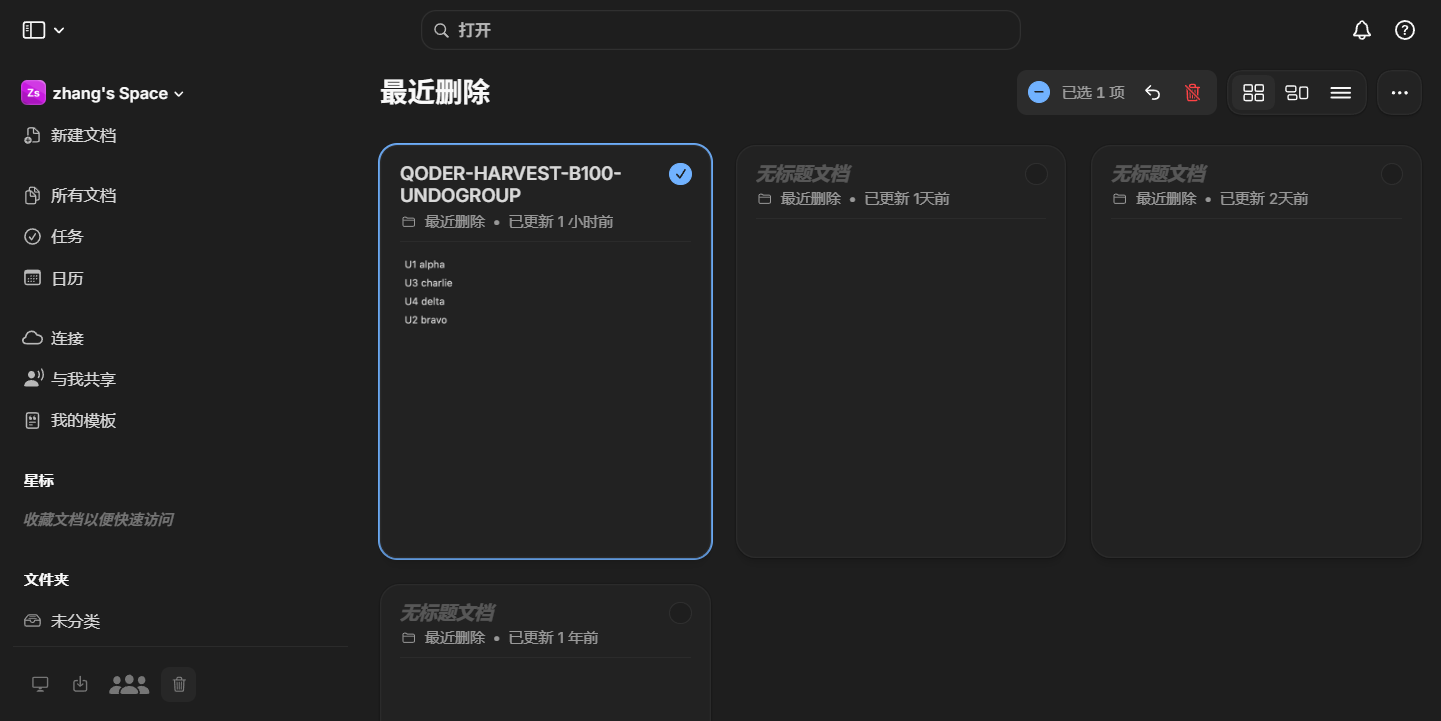 打开
Zs zhang's Space
新建文档
所有文档
任务
日历
连接
与我共享
我的模板
星标
收藏文档以便快速访问
文件夹
未分类
最近删除
已选 1 项
QODER-HARVEST-B100-
UNDOGROUP
最近删除 • 已更新 1 小时前
U1 alpha
U3 charlie
U4 delta
U2 bravo
无标题文档
最近删除 • 已更新 1天前
无标题文档
最近删除 • 已更新 2天前
无标题文档
最近删除 • 已更新 1 年前